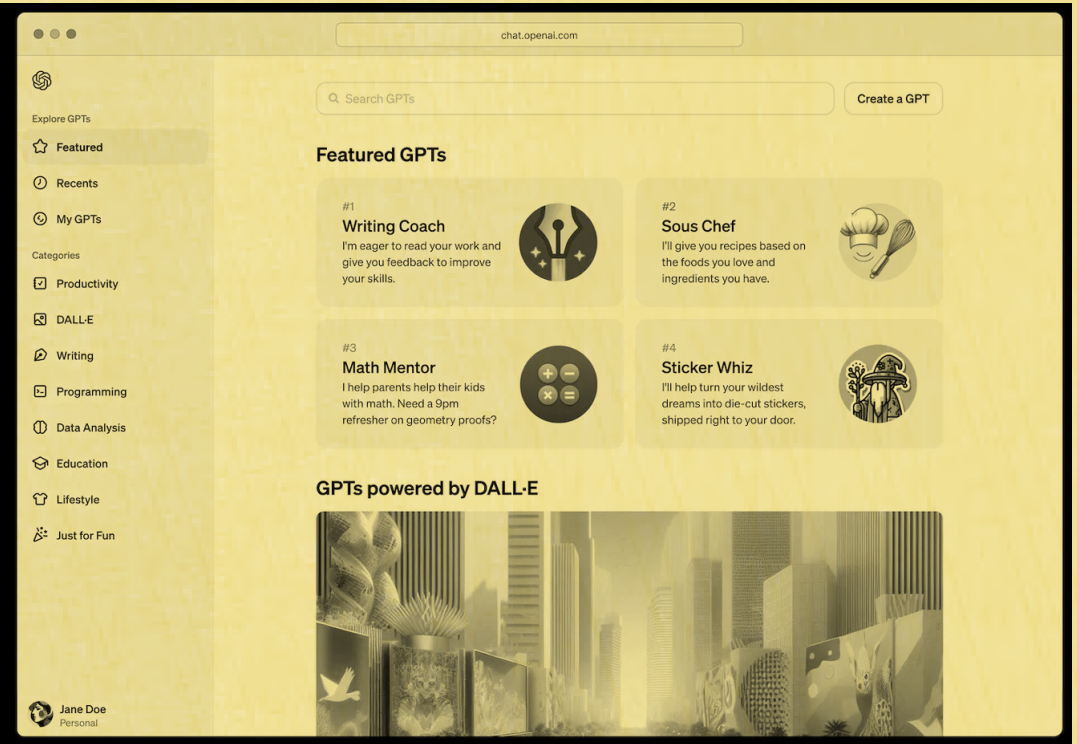 chat.openai.com
Search GPTs
Create a GPT
Explore GPTs
Featured
Recents
My GPTs
Categories
Productivity
DALL·E
Writing
Programming
Data Analysis
Education
Lifestyle
Just for Fun
Jane Doe
Personal
Featured GPTs
#1
Writing Coach
I'm eager to read your work and
give you feedback to improve
your skills.
#2
Sous Chef
I'll give you recipes based on
the foods you love and
ingredients you have.
#3
Math Mentor
I help parents help their kids
with math. Need a 9pm
refresher on geometry proofs?
#4
Sticker Whiz
I'll help turn your wildest
dreams into die-cut stickers,
shipped right to your door.
GPTs powered by DALL·E